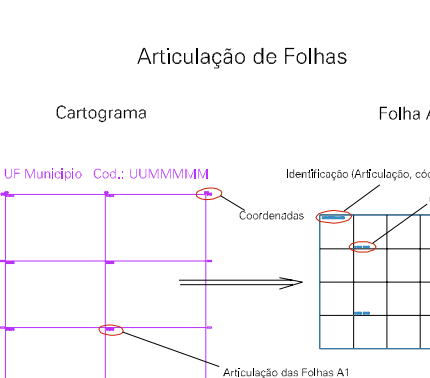 Articulação de Folhas
Cartograma
Folha A
UF Municipio Cod.: UUMMMMM
Identificação (Articulação, cód
Coordenadas
Articulação das Folhas A1